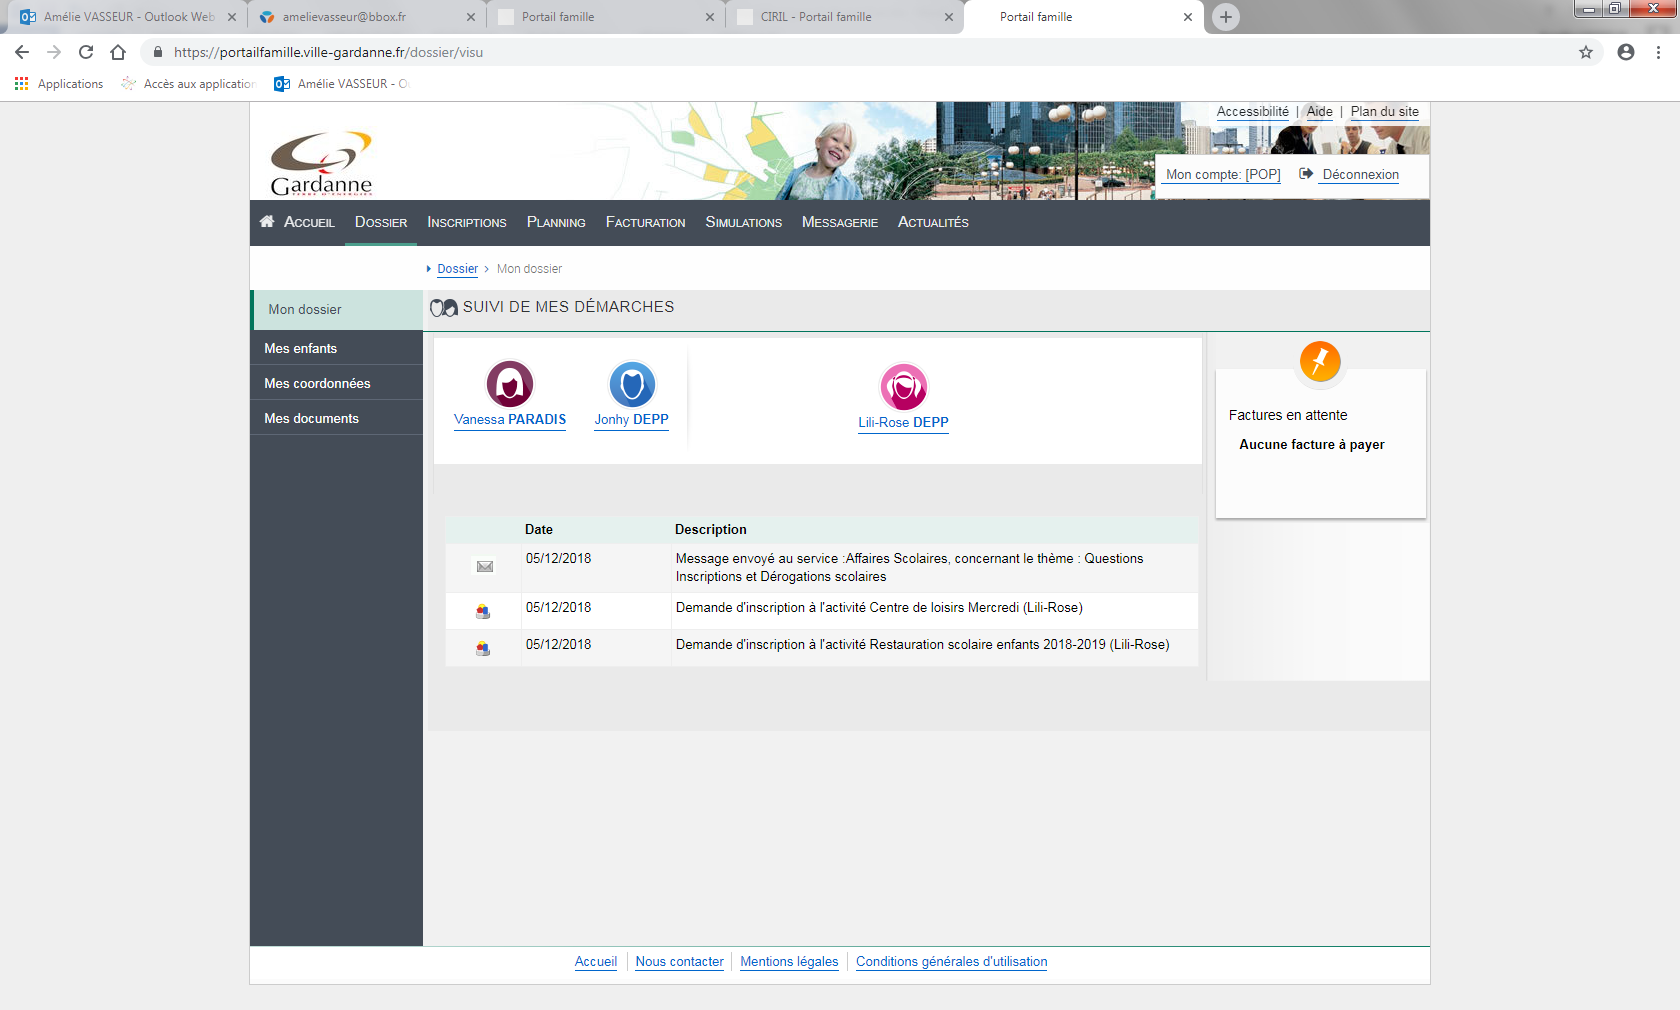 Amélie VASSEUR - Outlook Web
amelievasseur@bbox.fr
Portail famille
CIRIL - Portail famille
Portail famille
https://portailfamille.ville-gardanne.fr/dossier/visu
Applications
Accès aux application
Amélie VASSEUR - Ou
Accessibilité | Aide | Plan du site
Gardanne
TERRE D'ENERGIES
Mon compte: [POP] Déconnexion
ACCUEIL DOSSIER INSCRIPTIONS PLANNING FACTURATION SIMULATIONS MESSAGERIE ACTUALITÉS
Dossier > Mon dossier
Mon dossier
Mes enfants
Mes coordonnées
Mes documents
SUIVI DE MES DÉMARCHES
Vanessa PARADIS
Jonhy DEPP
Lili-Rose DEPP
Factures en attente
Aucune facture à payer
Date Description
05/12/2018 Message envoyé au service :Affaires Scolaires, concernant le thème : Questions
Inscriptions et Dérogations scolaires
05/12/2018 Demande d'inscription à l'activité Centre de loisirs Mercredi (Lili-Rose)
05/12/2018 Demande d'inscription à l'activité Restauration scolaire enfants 2018-2019 (Lili-Rose)
Accueil Nous contacter Mentions légales Conditions générales d'utilisation